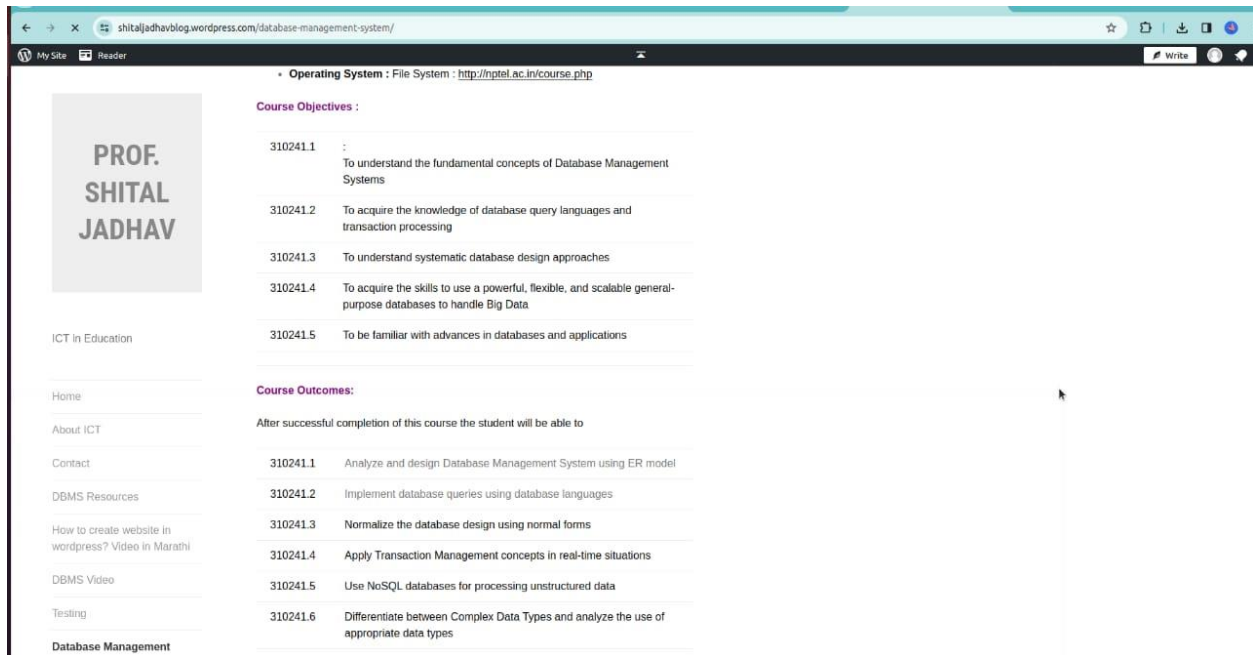 shitaljadhavblog.wordpress.com/database-management-system/
My Site Reader Write
• Operating System : File System : http://nptel.ac.in/course.php
PROF.
SHITAL
JADHAV
ICT In Education
Home
About ICT
Contact
DBMS Resources
How to create website in
wordpress? Video in Marathi
DBMS Video
Testing
Database Management
Course Objectives :
310241.1 :
To understand the fundamental concepts of Database Management
Systems
310241.2 To acquire the knowledge of database query languages and
transaction processing
310241.3 To understand systematic database design approaches
310241.4 To acquire the skills to use a powerful, flexible, and scalable general-
purpose databases to handle Big Data
310241.5 To be familiar with advances in databases and applications
Course Outcomes:
After successful completion of this course the student will be able to
310241.1 Analyze and design Database Management System using ER model
310241.2 Implement database queries using database languages
310241.3 Normalize the database design using normal forms
310241.4 Apply Transaction Management concepts in real-time situations
310241.5 Use NoSQL databases for processing unstructured data
310241.6 Differentiate between Complex Data Types and analyze the use of
appropriate data types